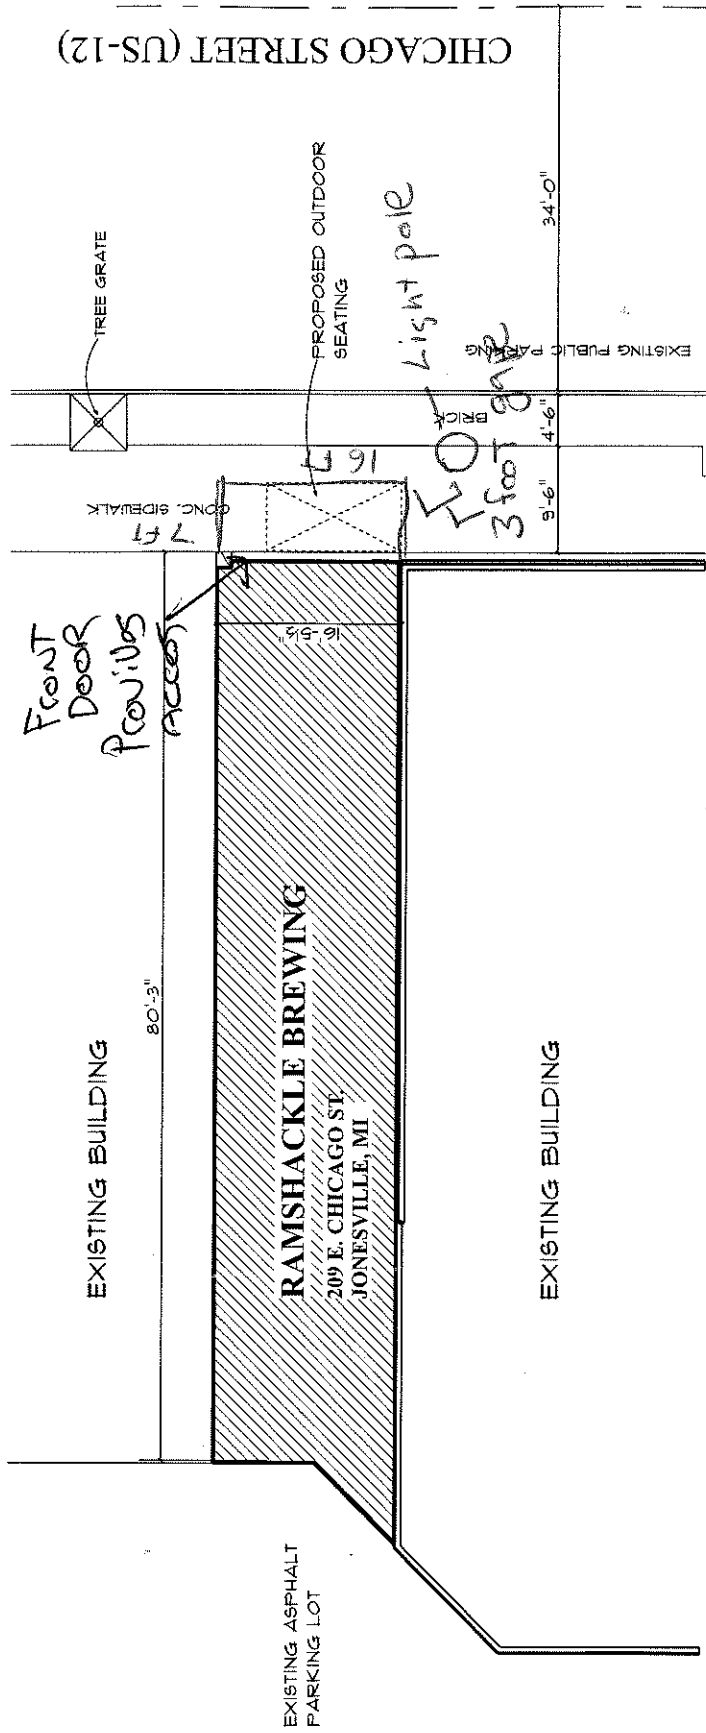 CHICAGO STREET (US-12)
TREE GRATE
PROPOSED OUTDOOR
SEATING
Light pole
34'-0"
EXISTING PUBLIC PARKING
BRICK
4'-6"
16 FT
3 foot gate
9'-6"
CONC. SIDEWALK
7 FT
FRONT
DOOR
Provides
Access
16'-5½"
80'-3"
EXISTING BUILDING
RAMSHACKLE BREWING
209 E. CHICAGO ST.
JONESVILLE, MI
EXISTING BUILDING
EXISTING ASPHALT
PARKING LOT